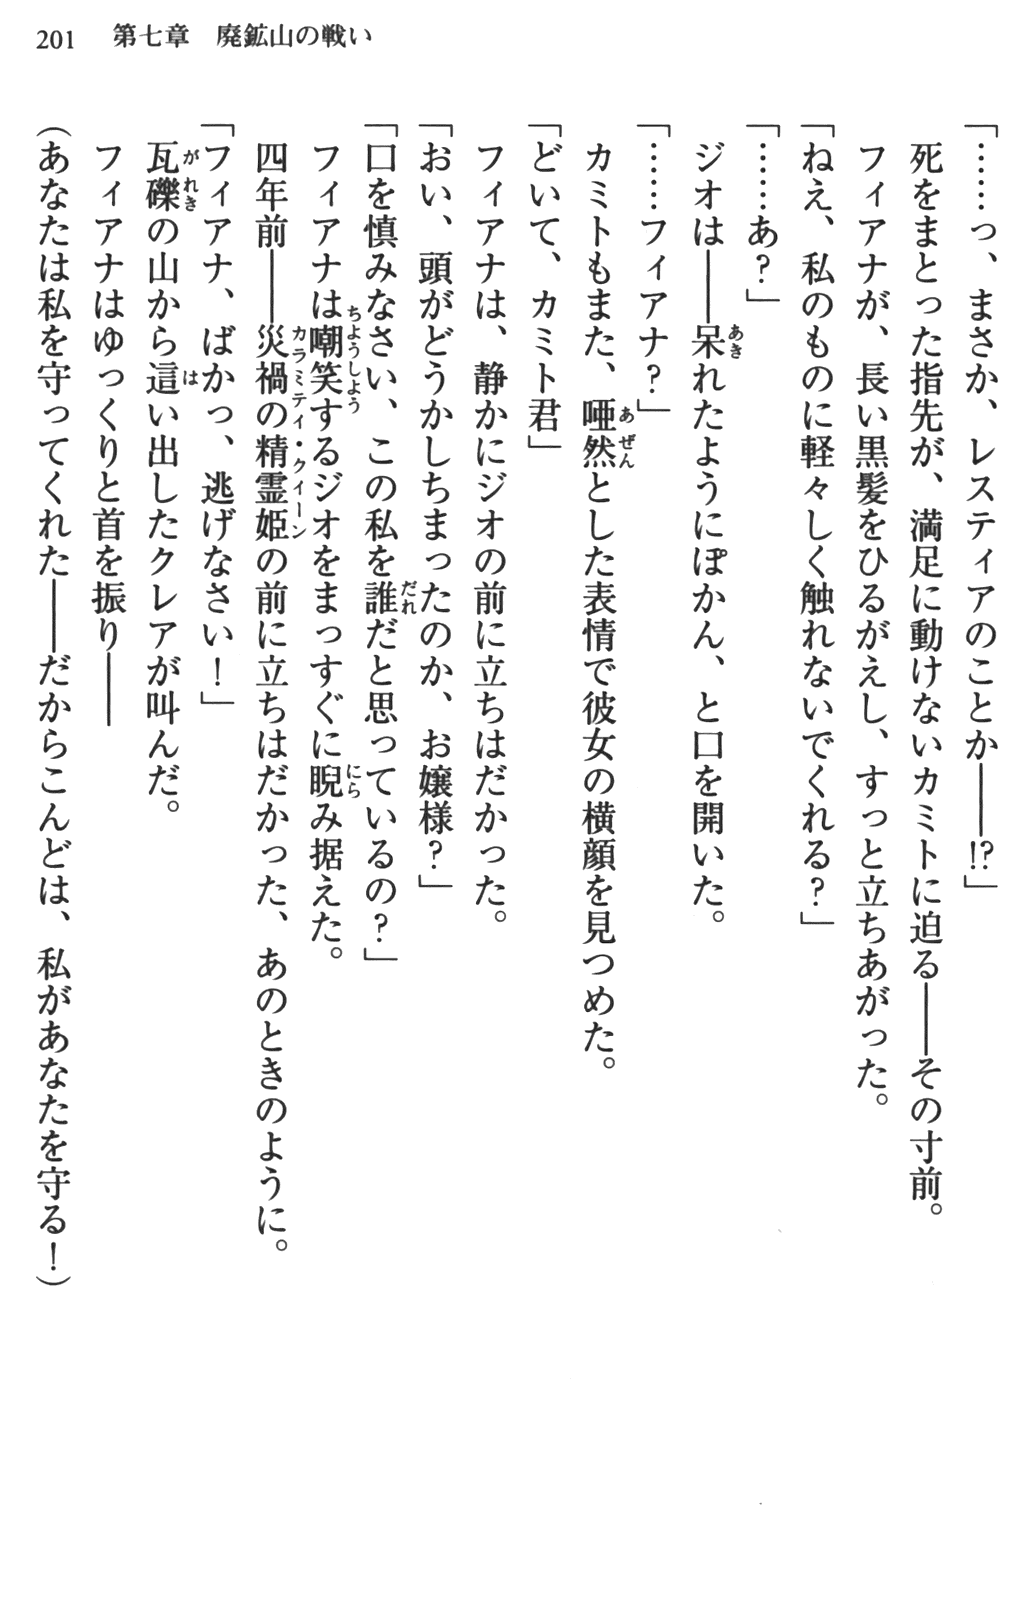 201　第七章　廃鉱山の戦い
「……っ、まさか、レスティアのことか――!?」
死をまとった指先が、満足に動けないカミトに迫る――その寸前。
フィアナが、長い黒髪をひるがえし、すっと立ちあがった。
「ねえ、私のものに軽々しく触れないでくれる？」
「……あ？」
ジオは――呆れたようにぽかん、と口を開いた。
「……フィアナ？」
カミトもまた、唖然とした表情で彼女の横顔を見つめた。
「どいて、カミト君」
フィアナは、静かにジオの前に立ちはだかった。
「おい、頭がどうかしちまったのか、お嬢様？」
「口を慎みなさい、この私を誰だと思っているの？」
フィアナは嘲笑するジオをまっすぐに睨み据えた。
四年前――災禍の精霊姫の前に立ちはだかった、あのときのように。
「フィアナ、ばかっ、逃げなさい！」
瓦礫の山から這い出したクレアが叫んだ。
フィアナはゆっくりと首を振り――
（あなたは私を守ってくれた――だからこんどは、私があなたを守る！）